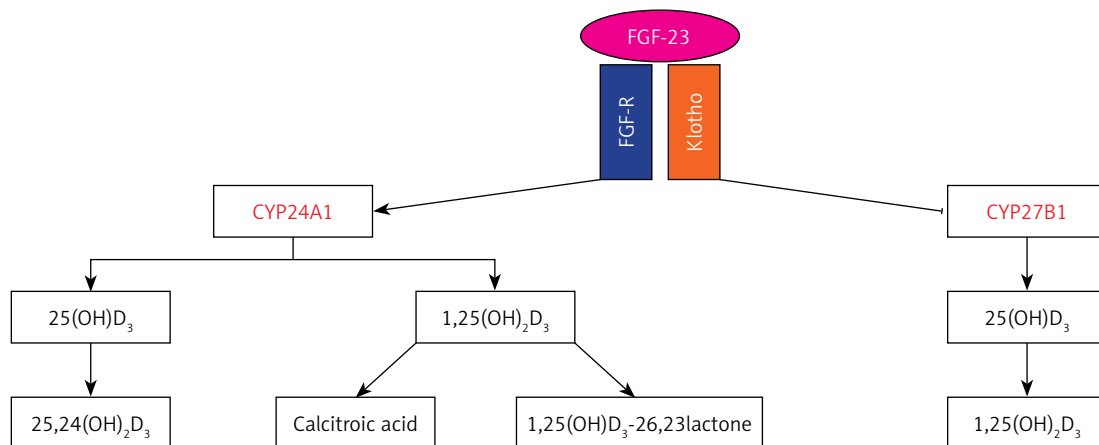 FGF-23
FGF-R
Klotho
CYP24A1
CYP27B1
25(OH)D₃
1,25(OH)₂D₃
25(OH)D₃
25,24(OH)₂D₃
Calcitroic acid
1,25(OH)D₃-26,23lactone
1,25(OH)₂D₃